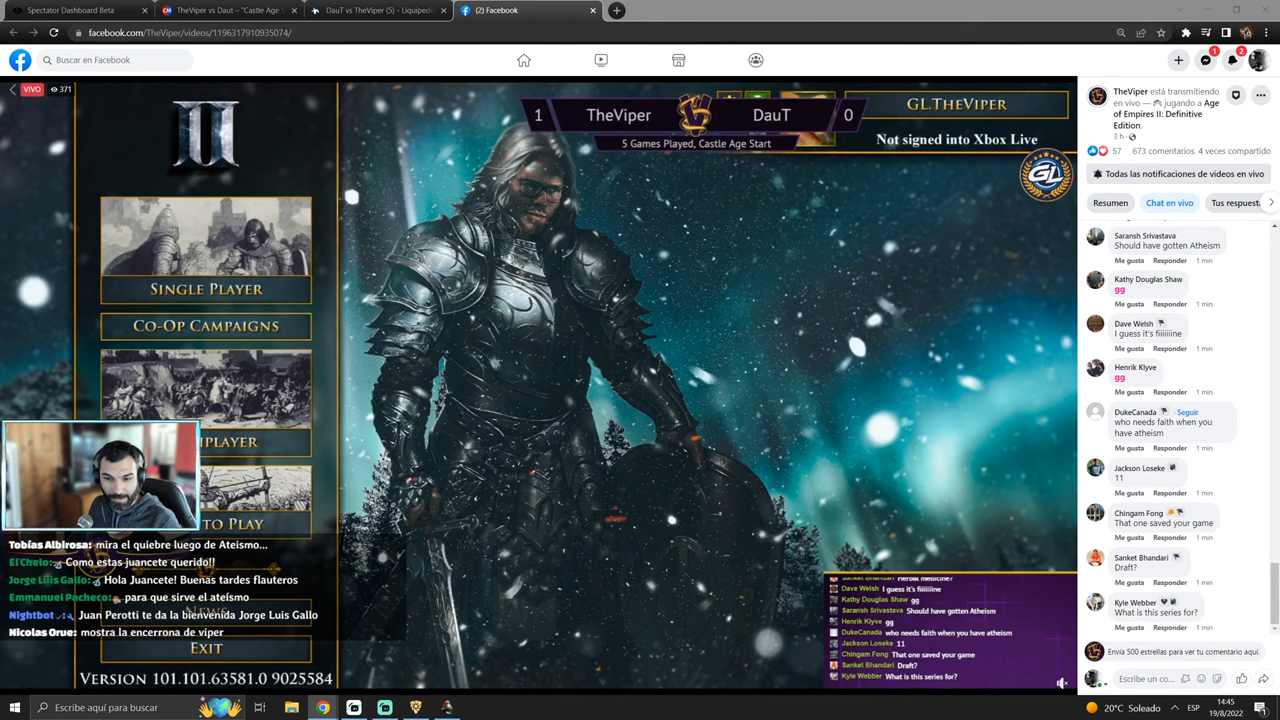 Spectator Dashboard Beta
TheViper vs Daut – "Castle Age S
DauT vs TheViper (5) - Liquiped
(2) Facebook
facebook.com/TheViper/videos/1196317910935074/
Buscar en Facebook
1
2
VIVO
371
II
1 TheViper DauT 0
5 Games Played, Castle Age Start
GL.TheViper
Not signed into Xbox Live
GL
Single Player
Co-Op Campaigns
to Play
Exit
Version 101.101.63581.0 9025584
Tobías Albirosa: mira el quiebre luego de Ateismo...
El Chelo: Como estas juancete querido!!
Jorge Luis Gallo: Hola Juancete! Buenas tardes flauteros
Emmanuel Pacheco: para que sirve el ateismo
Nightbot : Juan Perote te vigila Jorge Luis Gallo
Nicolas Crue: mostra la economia de viper
Sanket Bhandari Herbal medicine?
Dave Welsh I guess it's fiiiiiiine
Kathy Douglas Shaw gg
Saransh Srivastava Should have gotten Atheism
Henrik Klyve gg
DukeCanada who needs faith when you have atheism
Jackson Loseke 11
Chingam Fong That one saved your game
Sanket Bhandari Draft?
Kyle Webber What is this series for?
TheViper está transmitiendo
en vivo — jugando a Age
of Empires II: Definitive
Edition.
3 h ·
57 673 comentarios 4 veces compartido
Todas las notificaciones de videos en vivo
Resumen Chat en vivo Tus respuest
Saransh Srivastava
Should have gotten Atheism
Me gusta Responder 1 min
Kathy Douglas Shaw
gg
Me gusta Responder 1 min
Dave Welsh
I guess it's fiiiiiiine
Me gusta Responder 1 min
Henrik Klyve
gg
Me gusta Responder 1 min
DukeCanada · Seguir
who needs faith when you
have atheism
Me gusta Responder 1 min
Jackson Loseke
11
Me gusta Responder 1 min
Chingam Fong
That one saved your game
Me gusta Responder 1 min
Sanket Bhandari
Draft?
Me gusta Responder 1 min
Kyle Webber
What is this series for?
Me gusta Responder 1 min
Envía 500 estrellas para ver tu comentario aquí.
Escribe un co...
Escribe aquí para buscar
20°C Soleado
ESP
14:45
19/8/2022
1